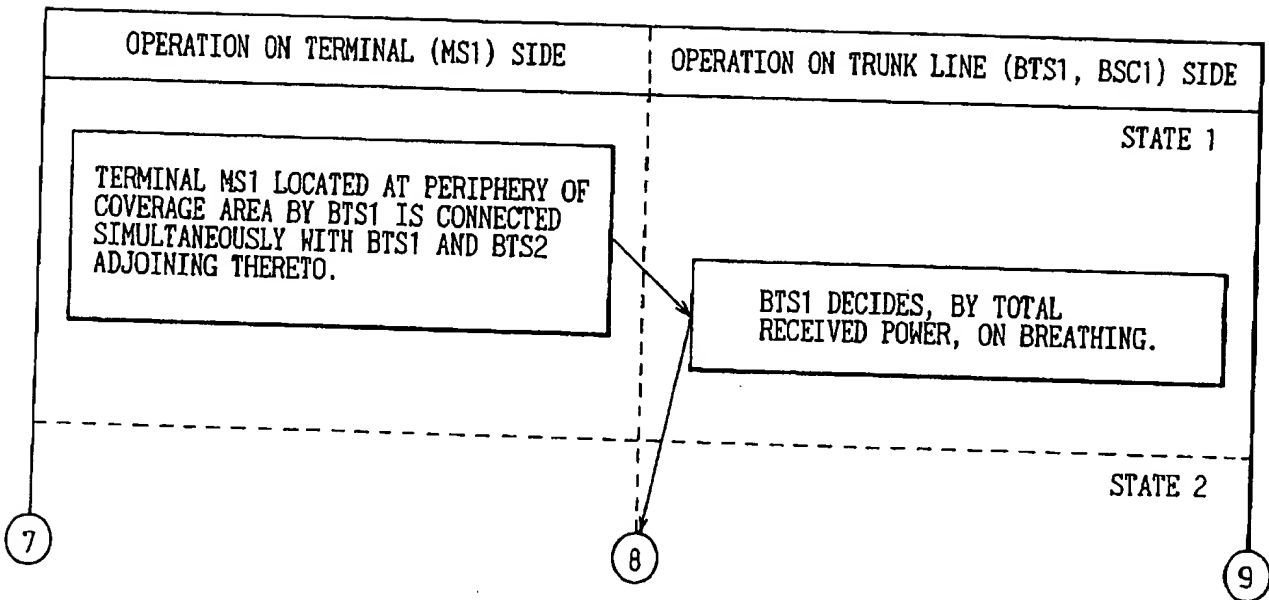 OPERATION ON TERMINAL (MS1) SIDE
OPERATION ON TRUNK LINE (BTS1, BSC1) SIDE
STATE 1
TERMINAL MS1 LOCATED AT PERIPHERY OF
COVERAGE AREA BY BTS1 IS CONNECTED
SIMULTANEOUSLY WITH BTS1 AND BTS2
ADJOINING THERETO.
BTS1 DECIDES, BY TOTAL
RECEIVED POWER, ON BREATHING.
STATE 2
7
8
9